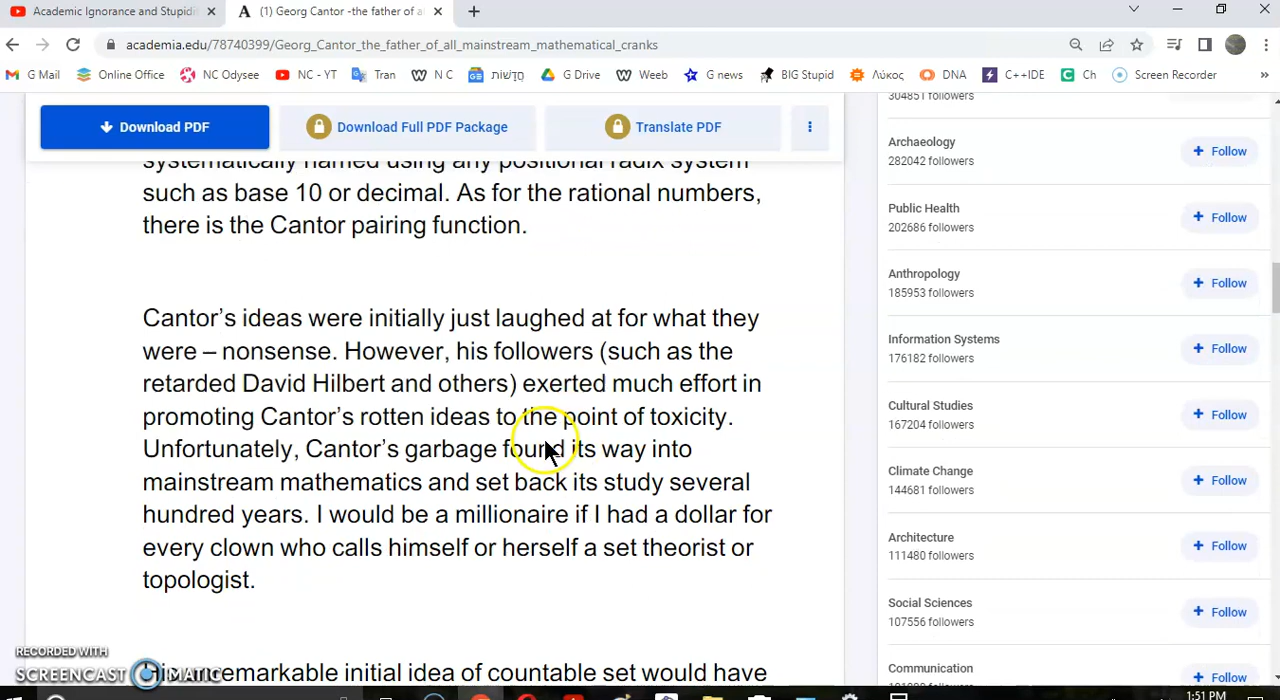 Academic Ignorance and Stupidi
(1) Georg Cantor -the father of a
academia.edu/78740399/Georg_Cantor_the_father_of_all_mainstream_mathematical_cranks
G Mail
Online Office
NC Odysee
NC - YT
Tran
N C
חֲדָשׁוֹת
G Drive
Weeb
G news
BIG Stupid
Λύκος
DNA
C++IDE
Ch
Screen Recorder
»
Download PDF
Download Full PDF Package
Translate PDF
systematically named using any positional radix system
such as base 10 or decimal. As for the rational numbers,
there is the Cantor pairing function.
Cantor’s ideas were initially just laughed at for what they
were – nonsense. However, his followers (such as the
retarded David Hilbert and others) exerted much effort in
promoting Cantor’s rotten ideas to the point of toxicity.
Unfortunately, Cantor’s garbage found its way into
mainstream mathematics and set back its study several
hundred years. I would be a millionaire if I had a dollar for
every clown who calls himself or herself a set theorist or
topologist.
remarkable initial idea of countable set would have
304851 followers
Archaeology
282042 followers
+ Follow
Public Health
202686 followers
+ Follow
Anthropology
185953 followers
+ Follow
Information Systems
176182 followers
+ Follow
Cultural Studies
167204 followers
+ Follow
Climate Change
144681 followers
+ Follow
Architecture
111480 followers
+ Follow
Social Sciences
107556 followers
+ Follow
Communication
+ Follow
RECORDED WITH
SCREENCAST MATIC
1:51 PM